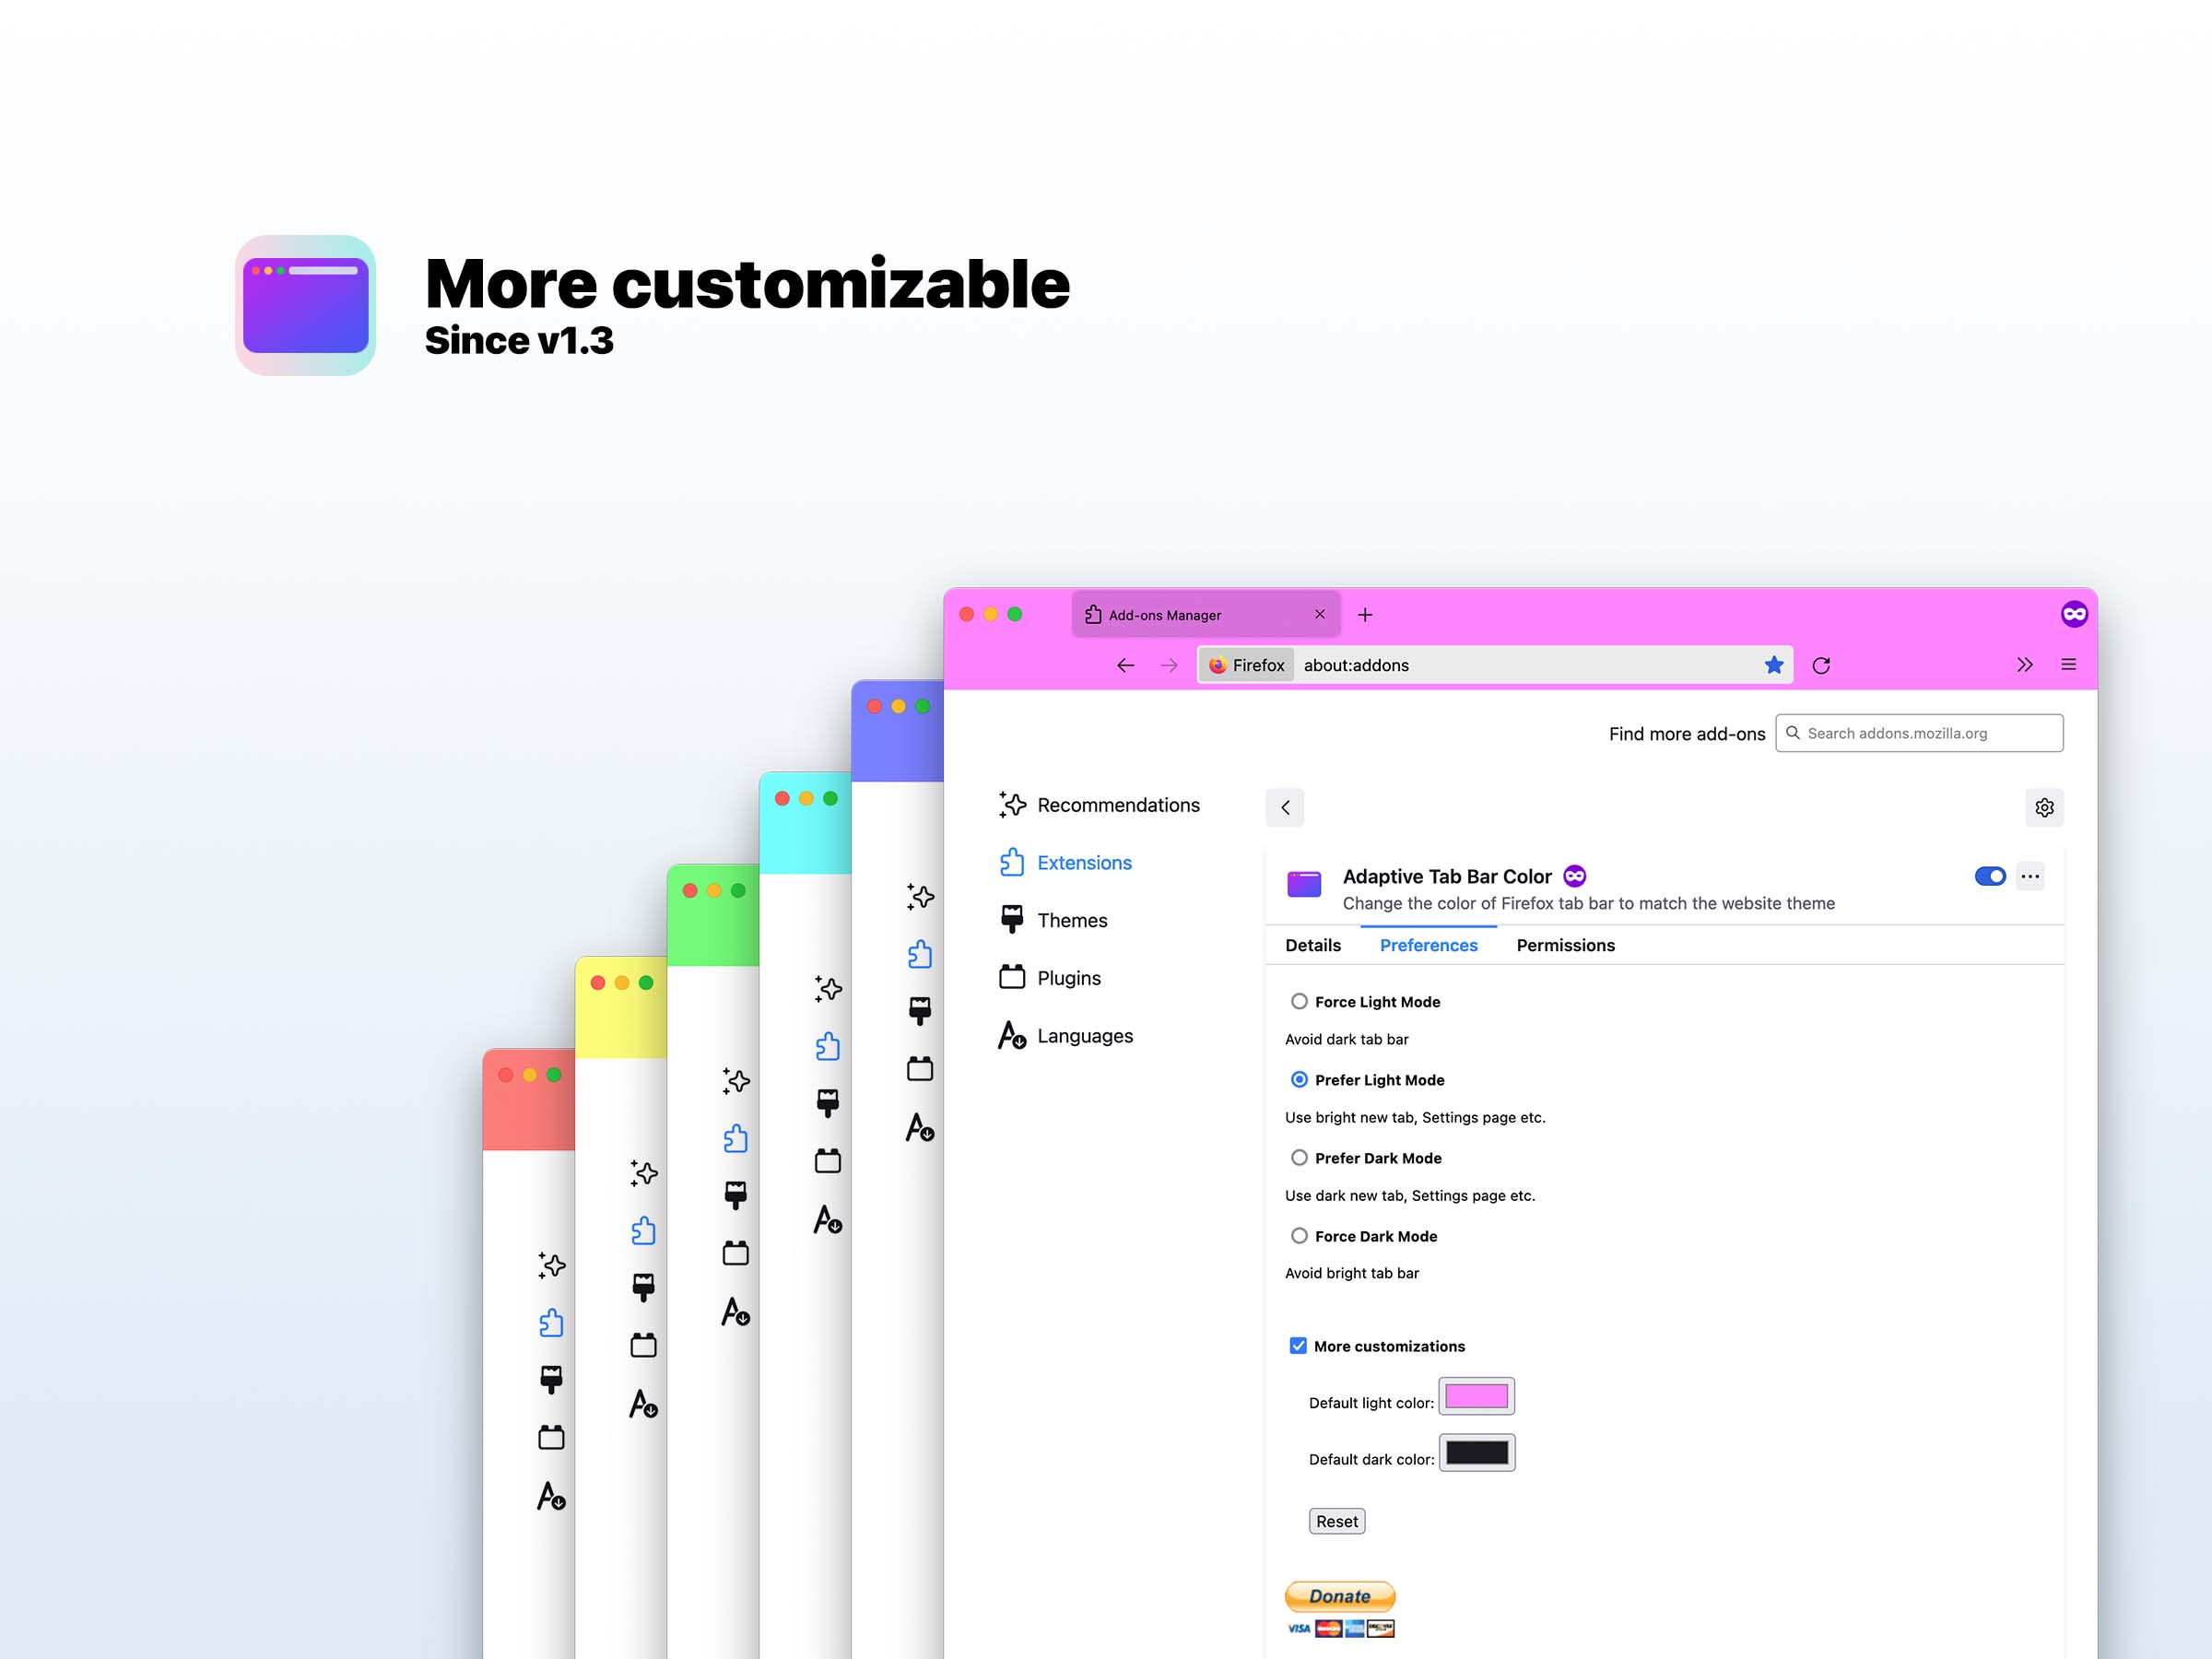 More customizable
Since v1.3
Add-ons Manager
Firefox about:addons
Find more add-ons
Search addons.mozilla.org
Recommendations
Extensions
Themes
Plugins
Languages
Adaptive Tab Bar Color
Change the color of Firefox tab bar to match the website theme
Details Preferences Permissions
Force Light Mode
Avoid dark tab bar
Prefer Light Mode
Use bright new tab, Settings page etc.
Prefer Dark Mode
Use dark new tab, Settings page etc.
Force Dark Mode
Avoid bright tab bar
More customizations
Default light color:
Default dark color:
Reset
Donate
VISA